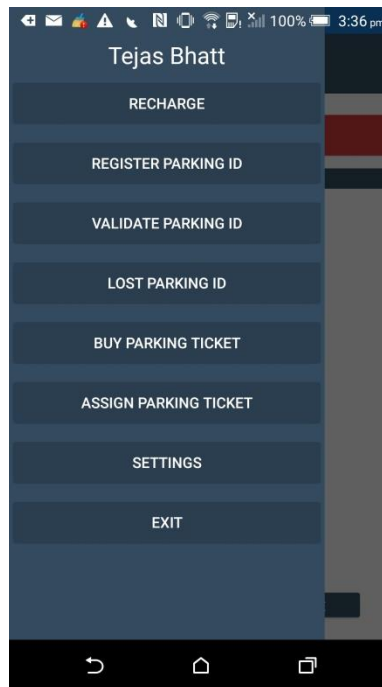 100% 3:36 pm
Tejas Bhatt
RECHARGE
REGISTER PARKING ID
VALIDATE PARKING ID
LOST PARKING ID
BUY PARKING TICKET
ASSIGN PARKING TICKET
SETTINGS
EXIT